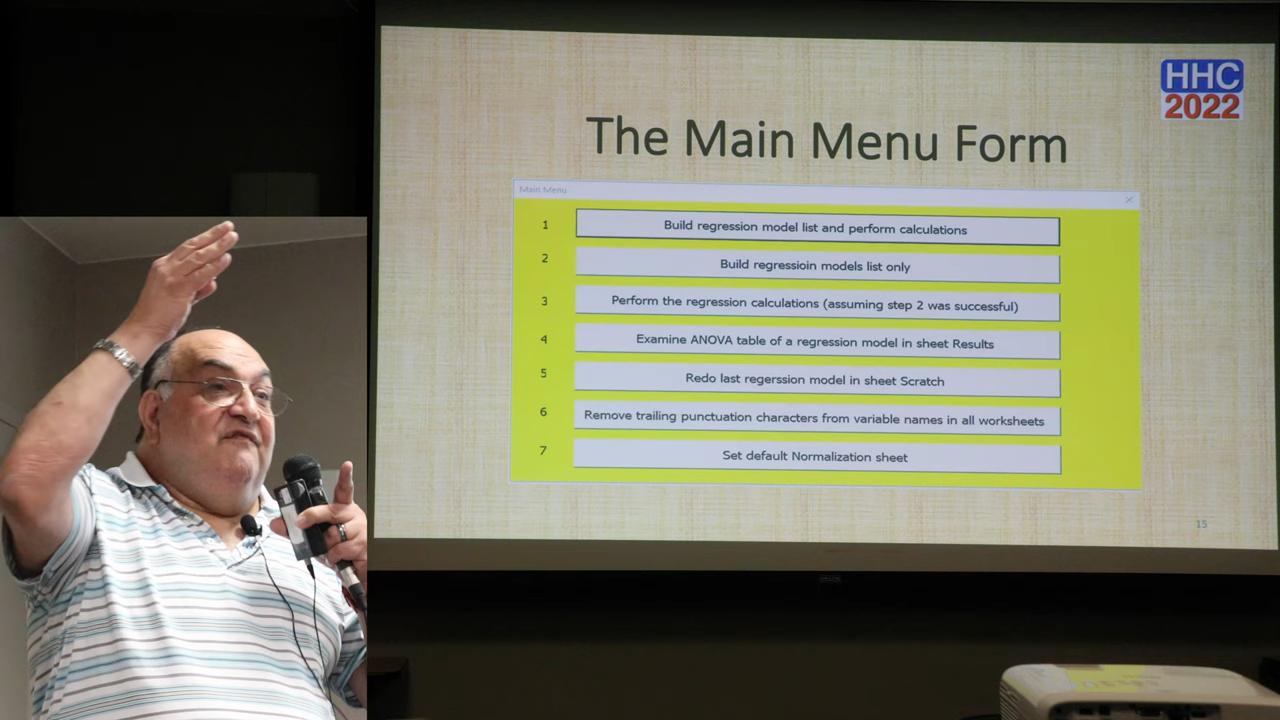 HHC
2022
The Main Menu Form
Main Menu
1 Build regression model list and perform calculations
2 Build regressioin models list only
3 Perform the regression calculations (assuming step 2 was successful)
4 Examine ANOVA table of a regression model in sheet Results
5 Redo last regerssion model in sheet Scratch
6 Remove trailing punctuation characters from variable names in all worksheets
7 Set default Normalization sheet
15